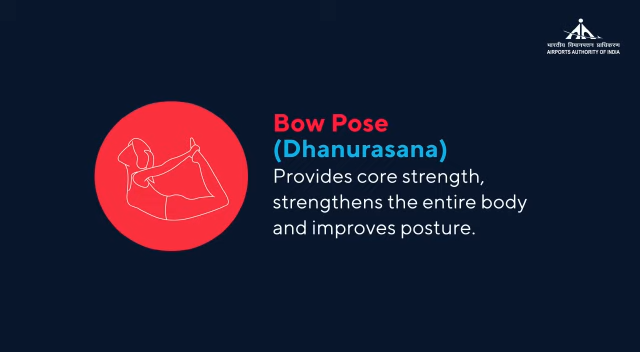 भारतीय विमानपत्तन प्राधिकरण
AIRPORTS AUTHORITY OF INDIA
Bow Pose
(Dhanurasana)
Provides core strength,
strengthens the entire body
and improves posture.